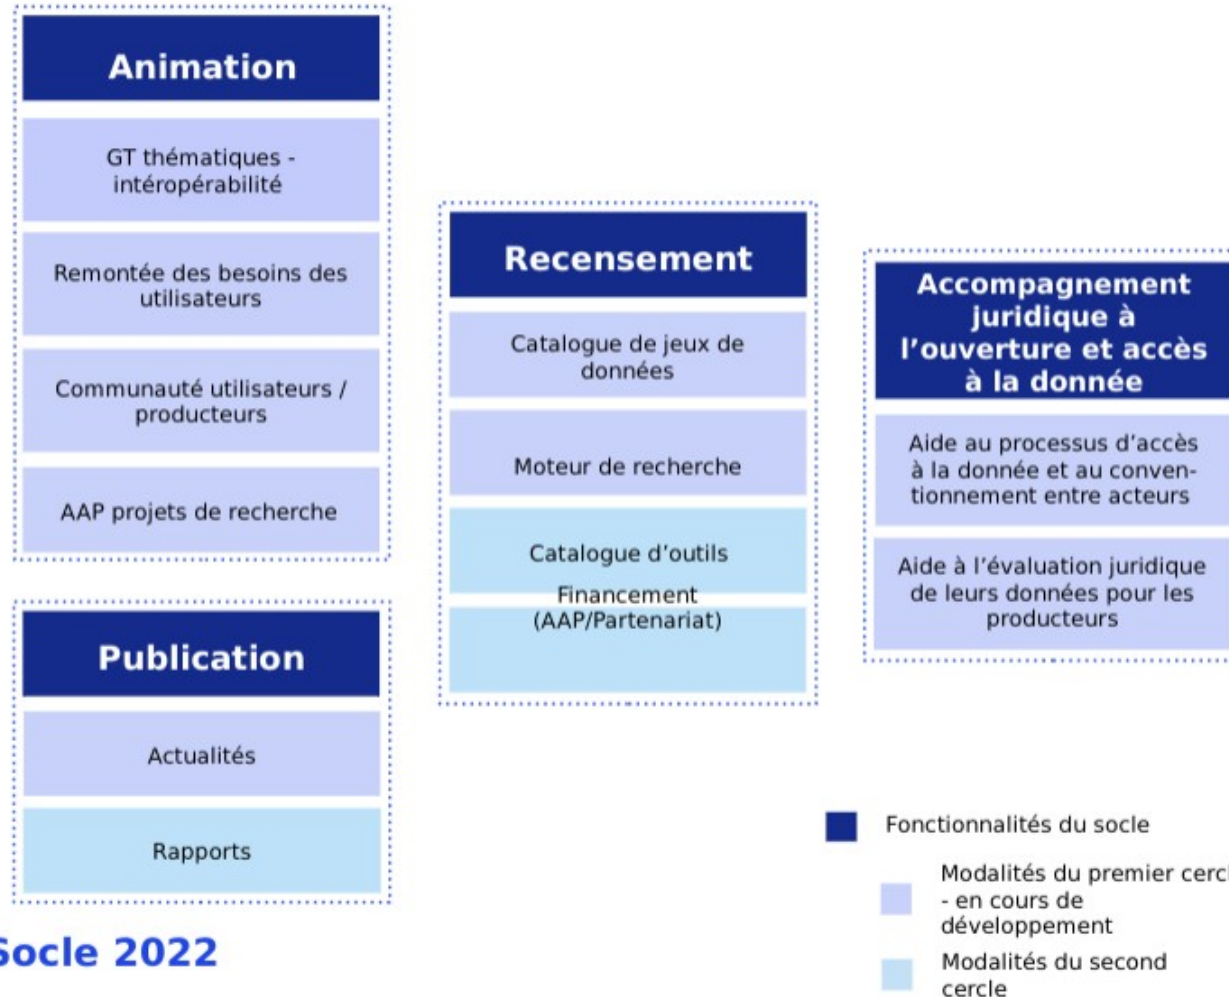 Animation
GT thématiques -
intéropérabilité
Remontée des besoins des
utilisateurs
Communauté utilisateurs /
producteurs
AAP projets de recherche
Publication
Actualités
Rapports
Recensement
Catalogue de jeux de
données
Moteur de recherche
Catalogue d’outils
Financement
(AAP/Partenariat)
Accompagnement
juridique à
l’ouverture et accès
à la donnée
Aide au processus d’accès
à la donnée et au conven-
tionnement entre acteurs
Aide à l’évaluation juridique
de leurs données pour les
producteurs
Fonctionnalités du socle
Modalités du premier cercl
- en cours de
développement
Modalités du second
cercle
Socle 2022